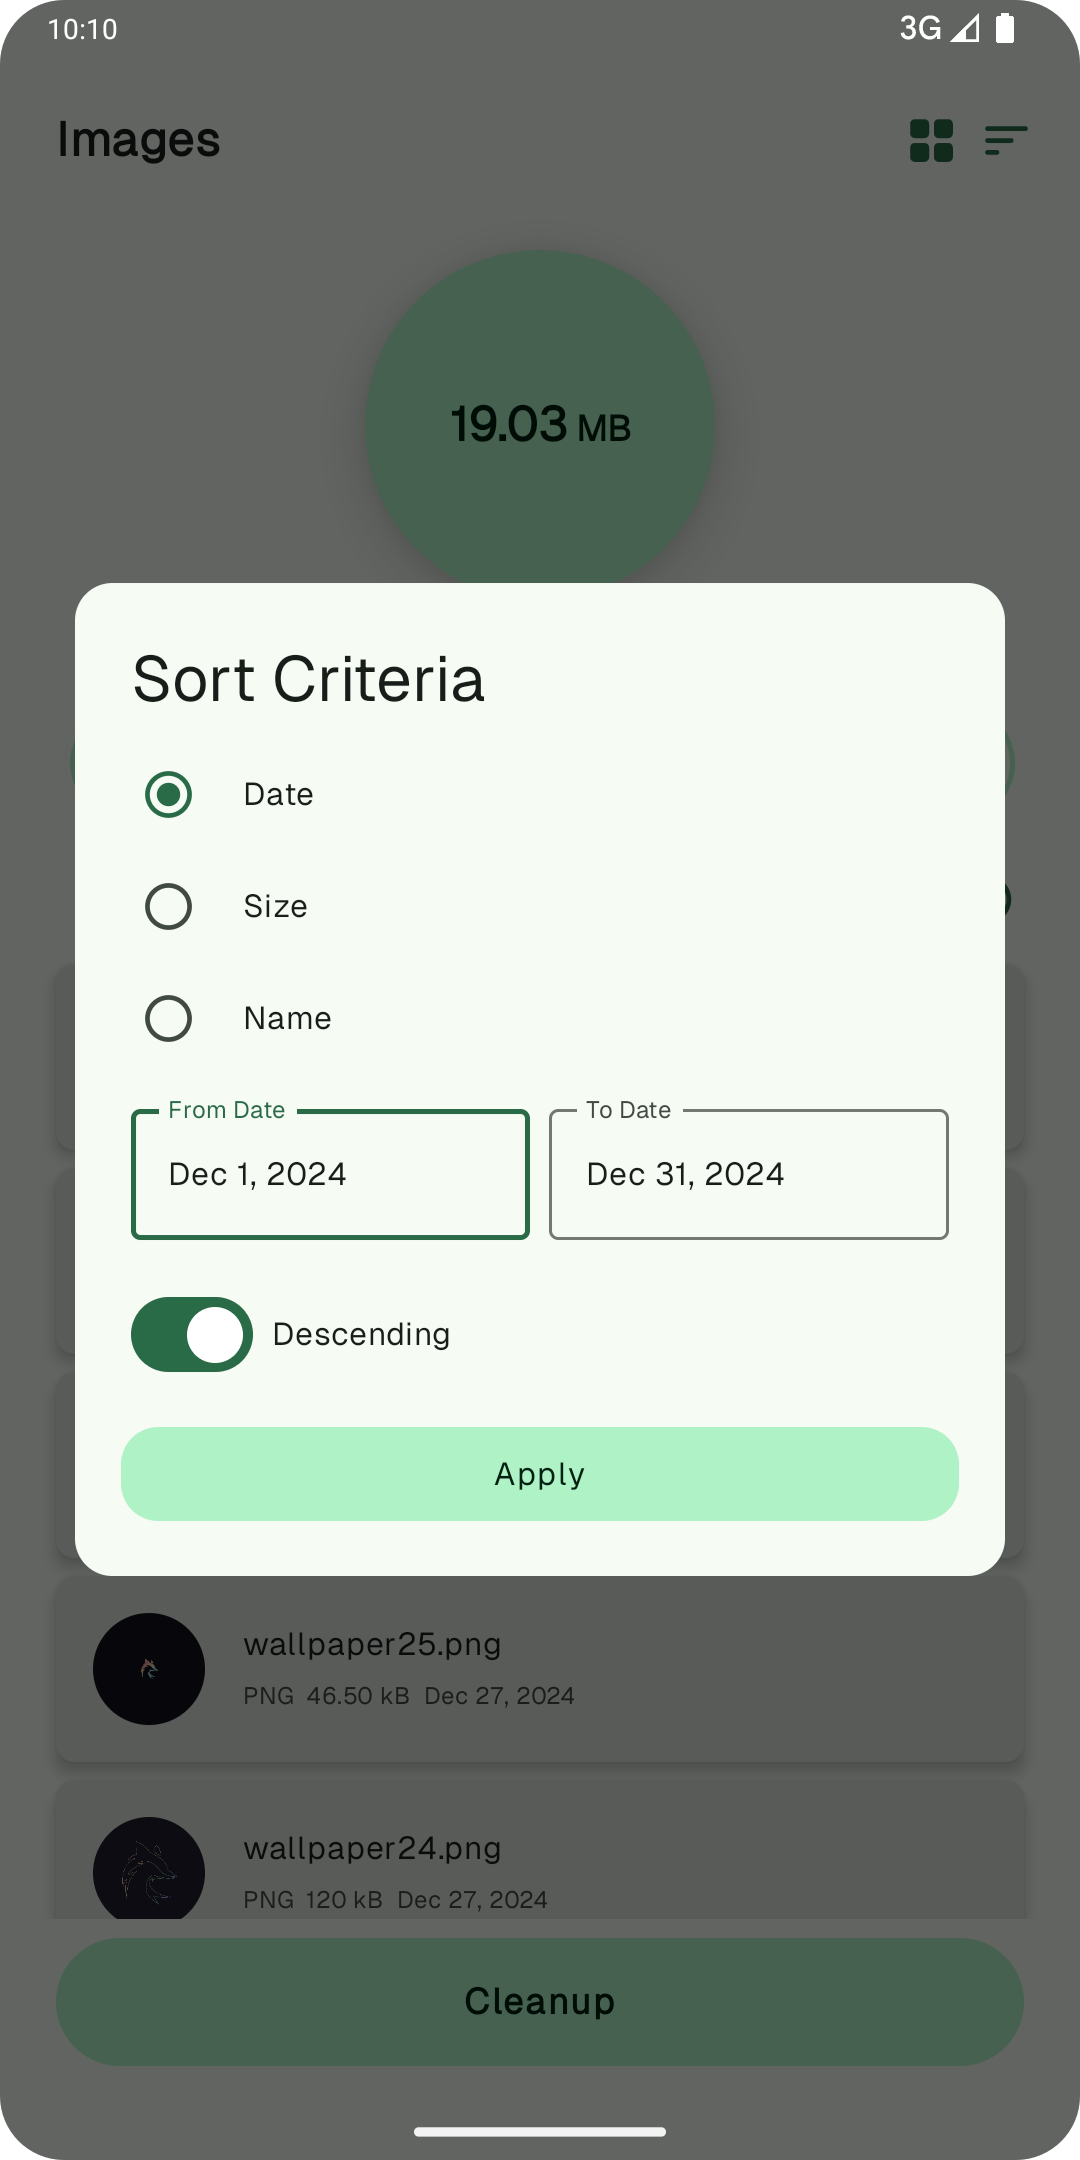 10:10 3G
Images
19.03 MB
Sort Criteria
Date
Size
Name
From Date To Date
Dec 1, 2024 Dec 31, 2024
Descending
Apply
wallpaper25.png
PNG 46.50 kB Dec 27, 2024
wallpaper24.png
PNG 120 kB Dec 27, 2024
Cleanup